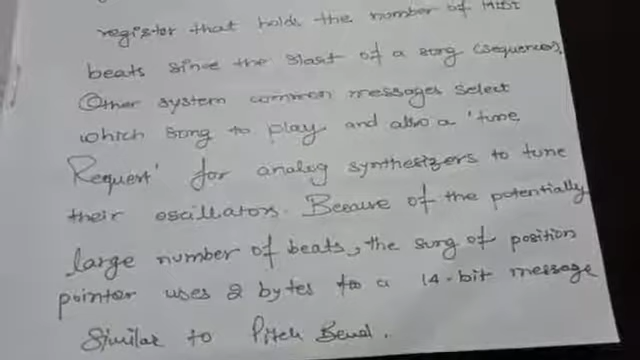 register that holds the number of MIDI
beats since the start of a song (sequences).
Other system common messages select
which song to play and also a 'tune
Request' for analog synthesizers to tune
their oscillators. Because of the potentially
large number of beats, the song of position
pointer uses 2 bytes to a 14-bit message
Similar to Pitch Bend.